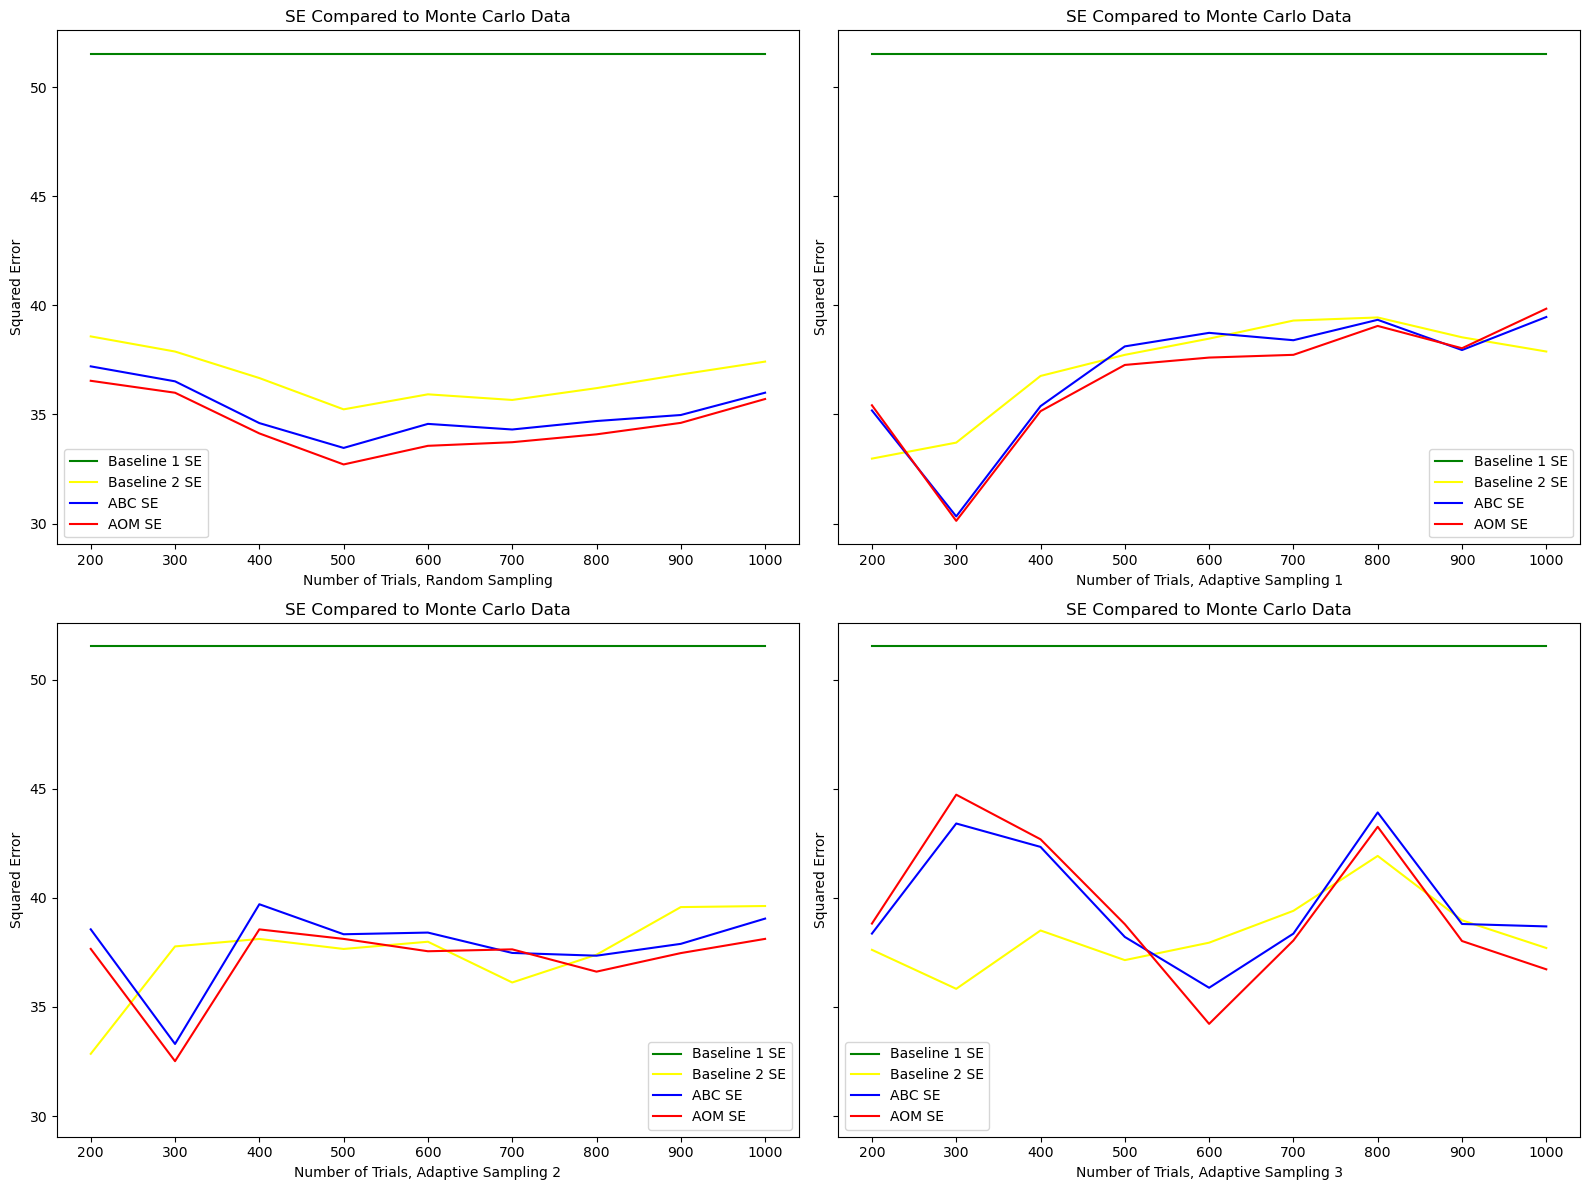 SE Compared to Monte Carlo Data
Squared Error
50
45
40
35
30
Baseline 1 SE
Baseline 2 SE
ABC SE
AOM SE
200 300 400 500 600 700 800 900 1000
Number of Trials, Random Sampling
SE Compared to Monte Carlo Data
Squared Error
Baseline 1 SE
Baseline 2 SE
ABC SE
AOM SE
200 300 400 500 600 700 800 900 1000
Number of Trials, Adaptive Sampling 1
SE Compared to Monte Carlo Data
Squared Error
50
45
40
35
30
Baseline 1 SE
Baseline 2 SE
ABC SE
AOM SE
200 300 400 500 600 700 800 900 1000
Number of Trials, Adaptive Sampling 2
SE Compared to Monte Carlo Data
Squared Error
Baseline 1 SE
Baseline 2 SE
ABC SE
AOM SE
200 300 400 500 600 700 800 900 1000
Number of Trials, Adaptive Sampling 3